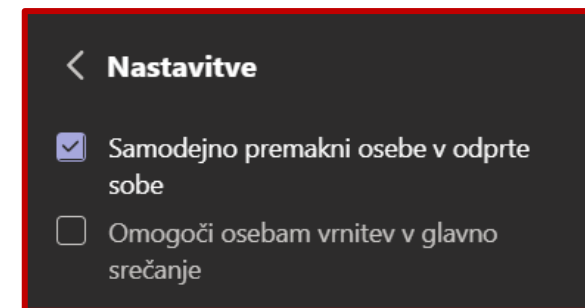 Nastavitve
Samodejno premakni osebe v odprte
sobe
Omogoči osebam vrnitev v glavno
srečanje